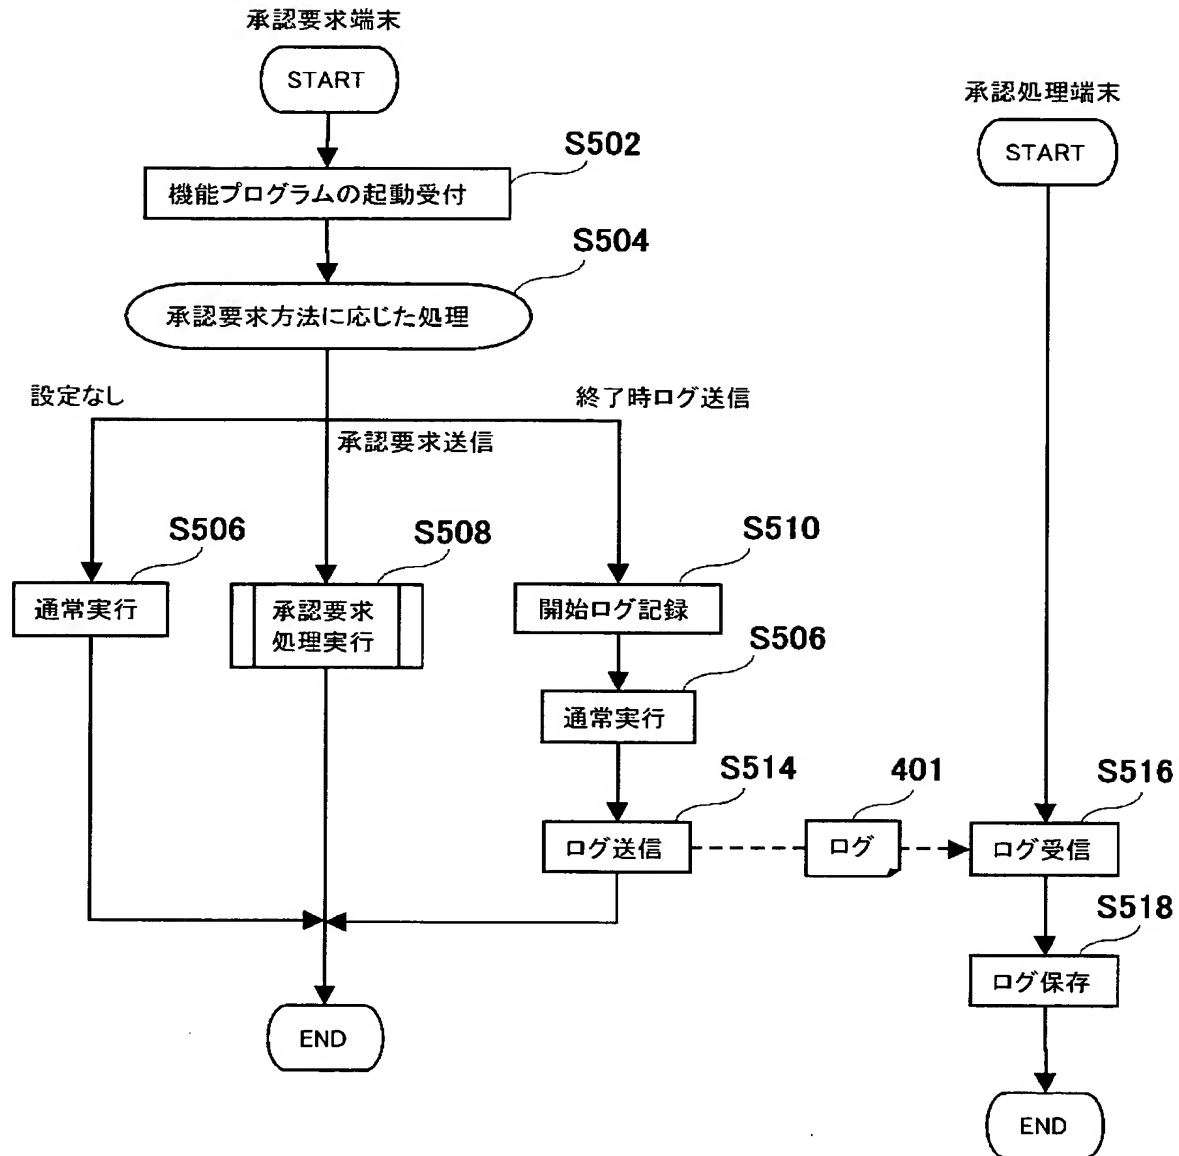 承認要求端末
START
承認処理端末
START
S502
機能プログラムの起動受付
S504
承認要求方法に応じた処理
設定なし
終了時ログ送信
承認要求送信
S506
S508
S510
通常実行
承認要求
処理実行
開始ログ記録
S506
通常実行
S514
401
S516
ログ送信
ログ
ログ受信
S518
ログ保存
END
END